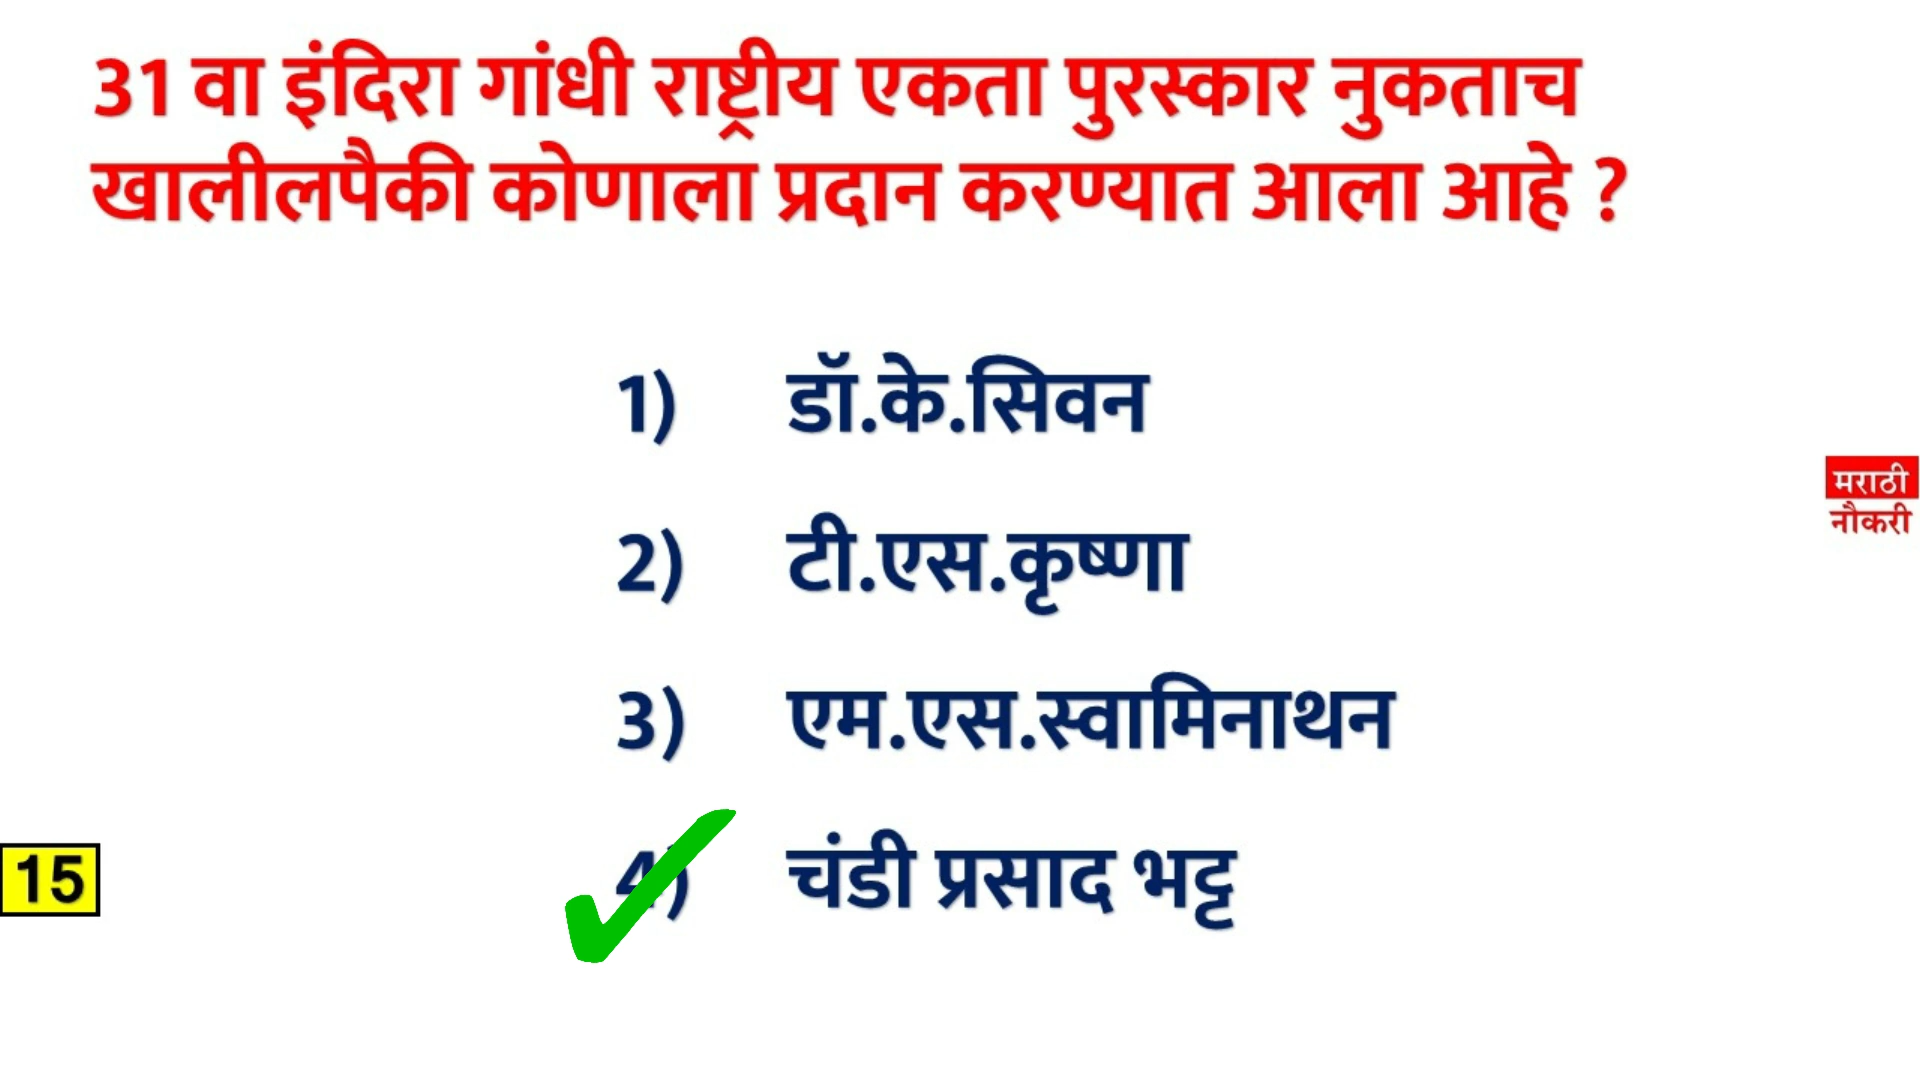 31 वा इंदिरा गांधी राष्ट्रीय एकता पुरस्कार नुकताच
खालीलपैकी कोणाला प्रदान करण्यात आला आहे ?
1) डॉ.के.सिवन
2) टी.एस.कृष्णा
मराठी
नौकरी
3) एम.एस.स्वामिनाथन
4) चंडी प्रसाद भट्ट
15